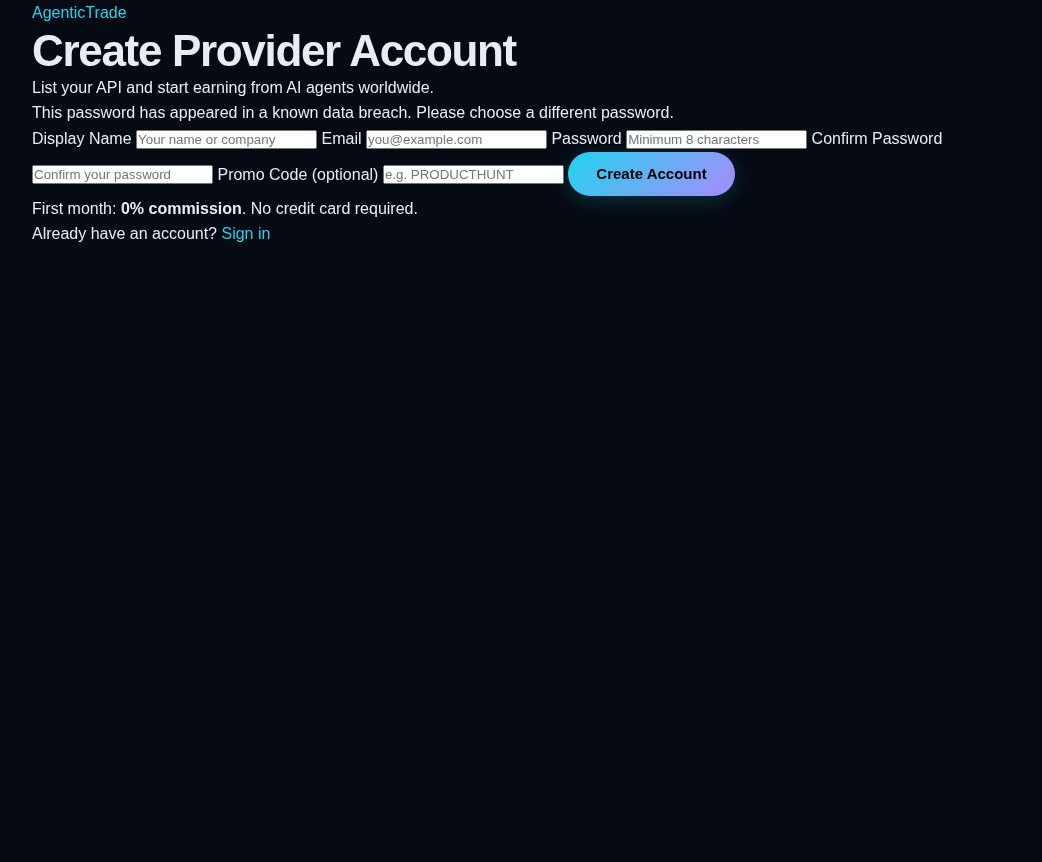 AgenticTrade
Create Provider Account
List your API and start earning from AI agents worldwide.
This password has appeared in a known data breach. Please choose a different password.
Display Name Your name or company Email you@example.com Password Minimum 8 characters Confirm Password
Confirm your password Promo Code (optional) e.g. PRODUCTHUNT Create Account
First month: 0% commission. No credit card required.
Already have an account? Sign in